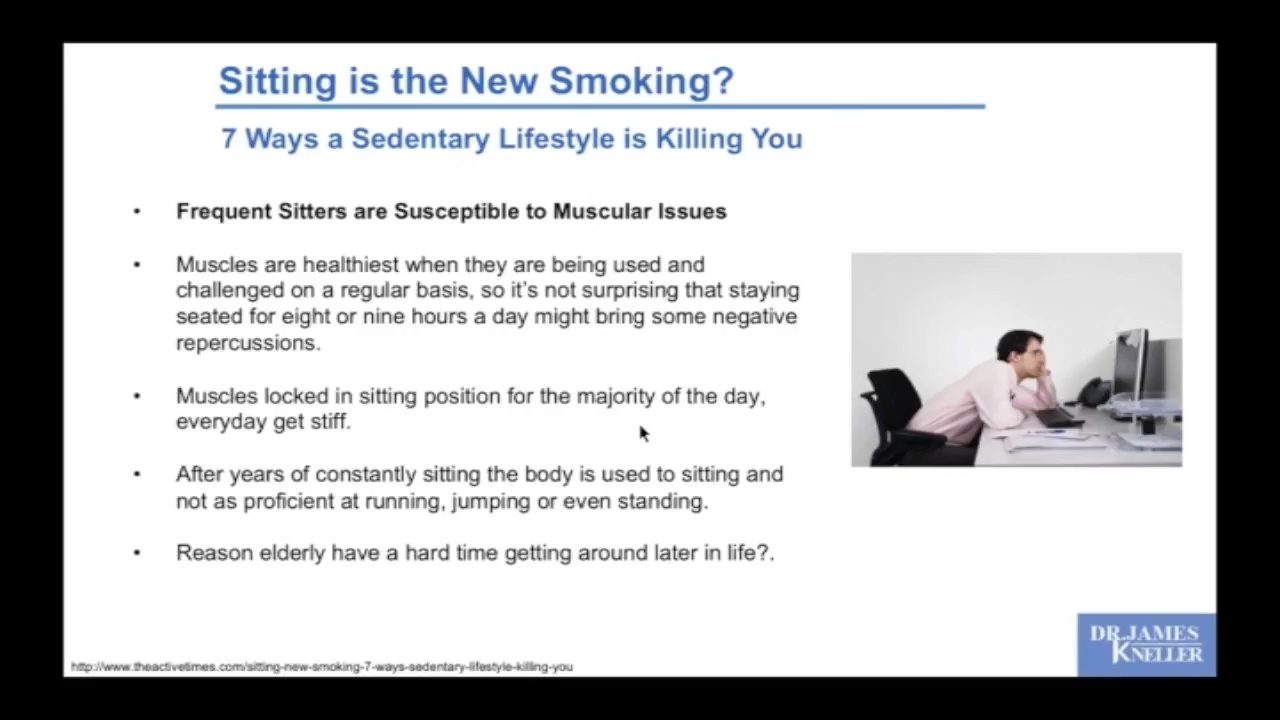 Sitting is the New Smoking?
7 Ways a Sedentary Lifestyle is Killing You
• Frequent Sitters are Susceptible to Muscular Issues
• Muscles are healthiest when they are being used and
challenged on a regular basis, so it's not surprising that staying
seated for eight or nine hours a day might bring some negative
repercussions.
• Muscles locked in sitting position for the majority of the day,
everyday get stiff.
• After years of constantly sitting the body is used to sitting and
not as proficient at running, jumping or even standing.
• Reason elderly have a hard time getting around later in life?.
http://www.theactivetimes.com/sitting-new-smoking-7-ways-sedentary-lifestyle-killing-you
DR.JAMES
KNELLER